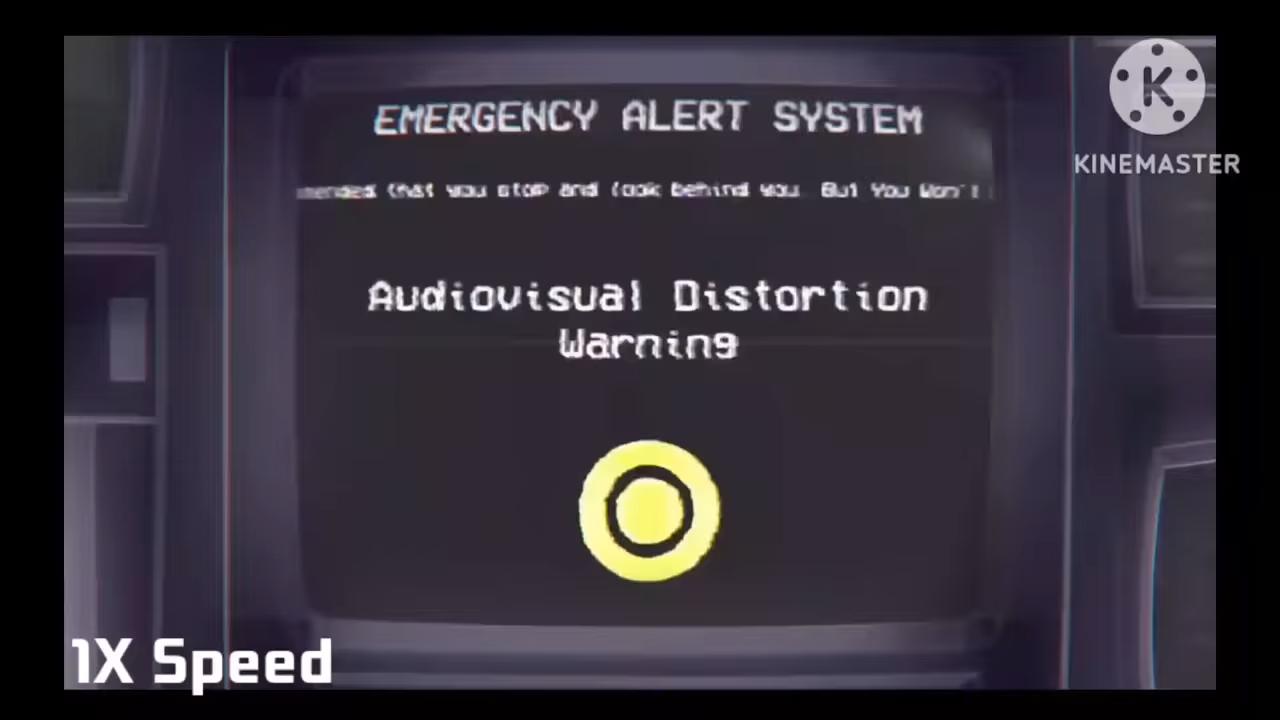 EMERGENCY ALERT SYSTEM
KINEMASTER
that you stop and look behind you. But You Won't
Audiovisual Distortion
Warning
1X Speed